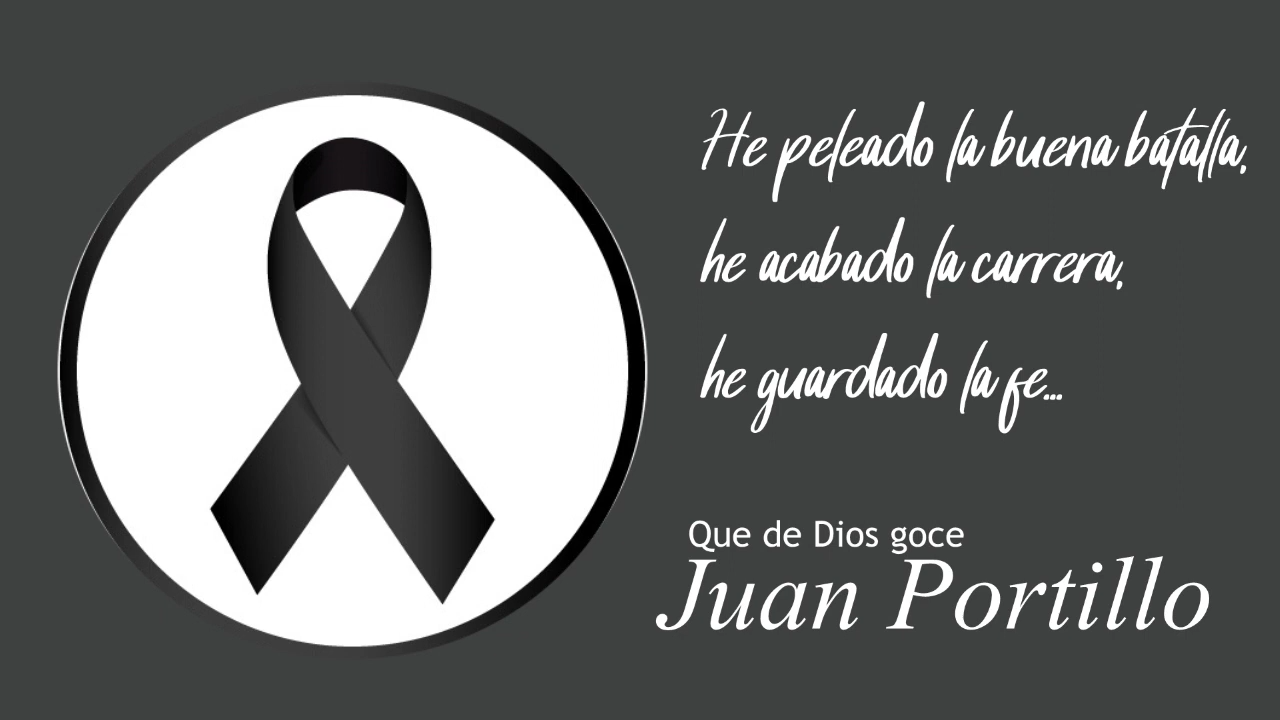 He peleado la buena batalla,
he acabado la carrera,
he guardado la fe...
Que de Dios goce
Juan Portillo